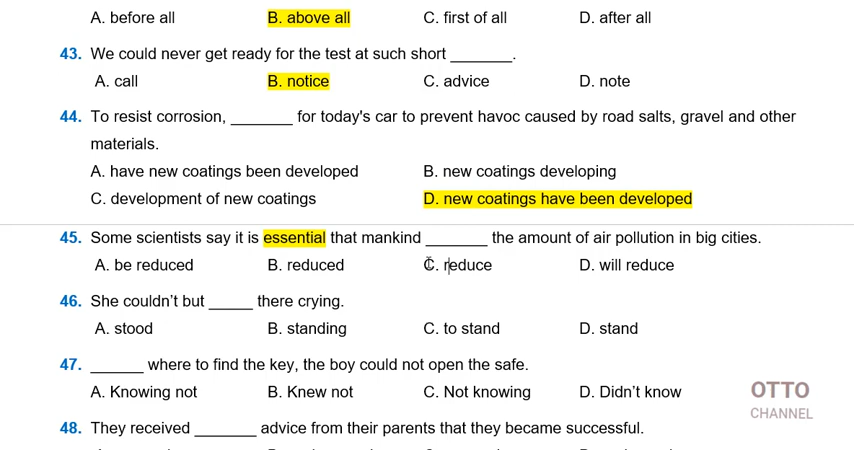 A. before all B. above all C. first of all D. after all
43. We could never get ready for the test at such short _______.
A. call B. notice C. advice D. note
44. To resist corrosion, _______ for today's car to prevent havoc caused by road salts, gravel and other
materials.
A. have new coatings been developed B. new coatings developing
C. development of new coatings D. new coatings have been developed
45. Some scientists say it is essential that mankind _______ the amount of air pollution in big cities.
A. be reduced B. reduced C. reduce D. will reduce
46. She couldn’t but _____ there crying.
A. stood B. standing C. to stand D. stand
47. ______ where to find the key, the boy could not open the safe.
A. Knowing not B. Knew not C. Not knowing D. Didn’t know
OTTO
CHANNEL
48. They received _______ advice from their parents that they became successful.